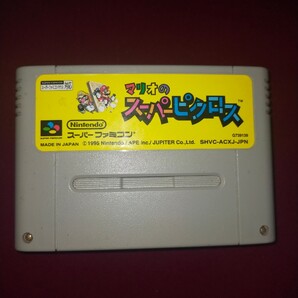 マリオの
スーパーピクロス
TM
Nintendo
スーパーファミコン
MADE IN JAPAN
© 1995 Nintendo / APE inc./ JUPITER Co.,Ltd.
SHVC-ACXJ-JPN